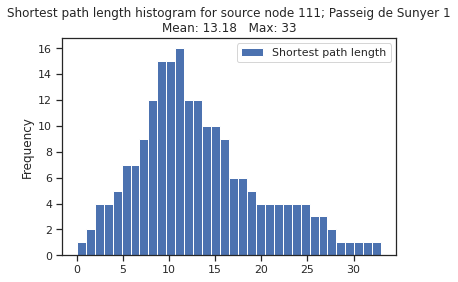 Shortest path length histogram for source node 111; Passeig de Sunyer 1
Mean: 13.18 Max: 33
Shortest path length
Frequency
16
14
12
10
8
6
4
2
0
0 5 10 15 20 25 30